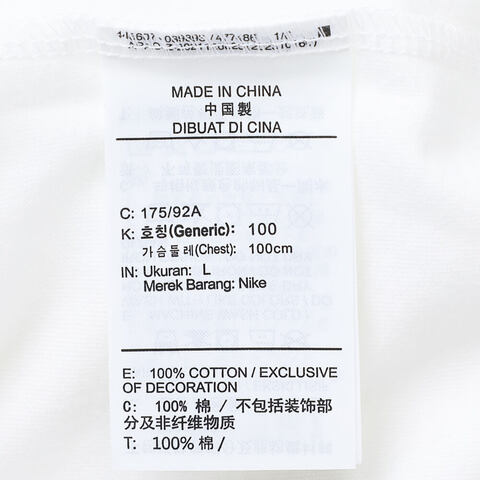 MADE IN CHINA
中国製
DIBUAT DI CINA
C: 175/92A
K: 호칭(Generic): 100
가슴둘레(Chest): 100cm
IN: Ukuran: L
Merek Barang: Nike
E: 100% COTTON / EXCLUSIVE
OF DECORATION
C: 100% 棉 / 不包括装饰部
分及非纤维物质
T: 100% 棉 /